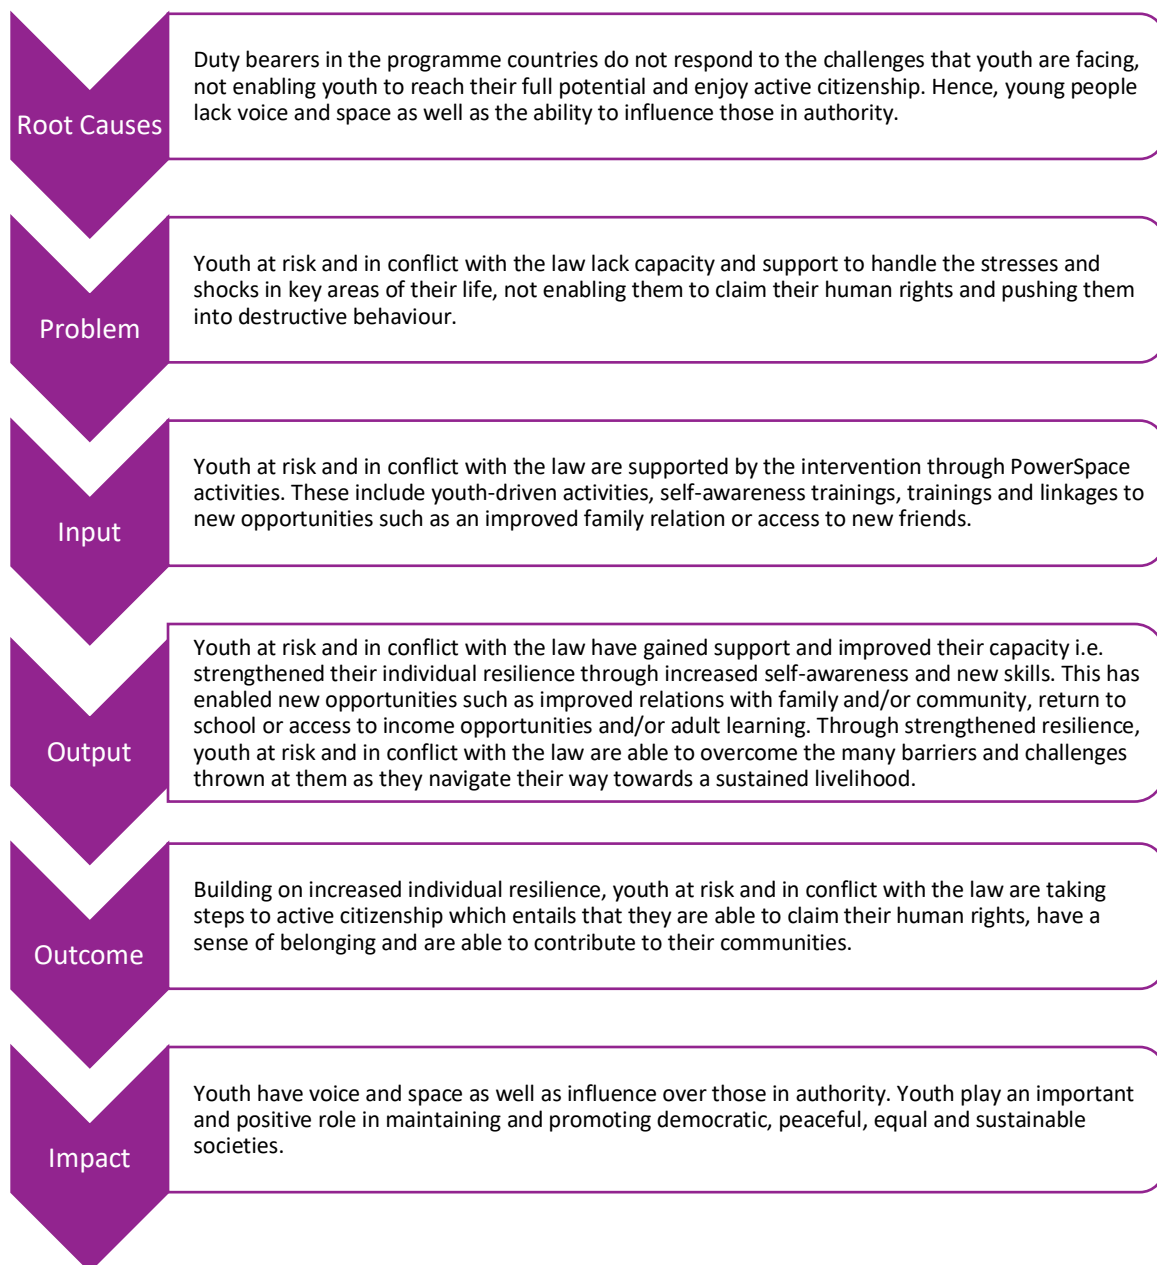 Root Causes
Duty bearers in the programme countries do not respond to the challenges that youth are facing,
not enabling youth to reach their full potential and enjoy active citizenship. Hence, young people
lack voice and space as well as the ability to influence those in authority.
Problem
Youth at risk and in conflict with the law lack capacity and support to handle the stresses and
shocks in key areas of their life, not enabling them to claim their human rights and pushing them
into destructive behaviour.
Input
Youth at risk and in conflict with the law are supported by the intervention through PowerSpace
activities. These include youth-driven activities, self-awareness trainings, trainings and linkages to
new opportunities such as an improved family relation or access to new friends.
Output
Youth at risk and in conflict with the law have gained support and improved their capacity i.e.
strengthened their individual resilience through increased self-awareness and new skills. This has
enabled new opportunities such as improved relations with family and/or community, return to
school or access to income opportunities and/or adult learning. Through strengthened resilience,
youth at risk and in conflict with the law are able to overcome the many barriers and challenges
thrown at them as they navigate their way towards a sustained livelihood.
Outcome
Building on increased individual resilience, youth at risk and in conflict with the law are taking
steps to active citizenship which entails that they are able to claim their human rights, have a
sense of belonging and are able to contribute to their communities.
Impact
Youth have voice and space as well as influence over those in authority. Youth play an important
and positive role in maintaining and promoting democratic, peaceful, equal and sustainable
societies.